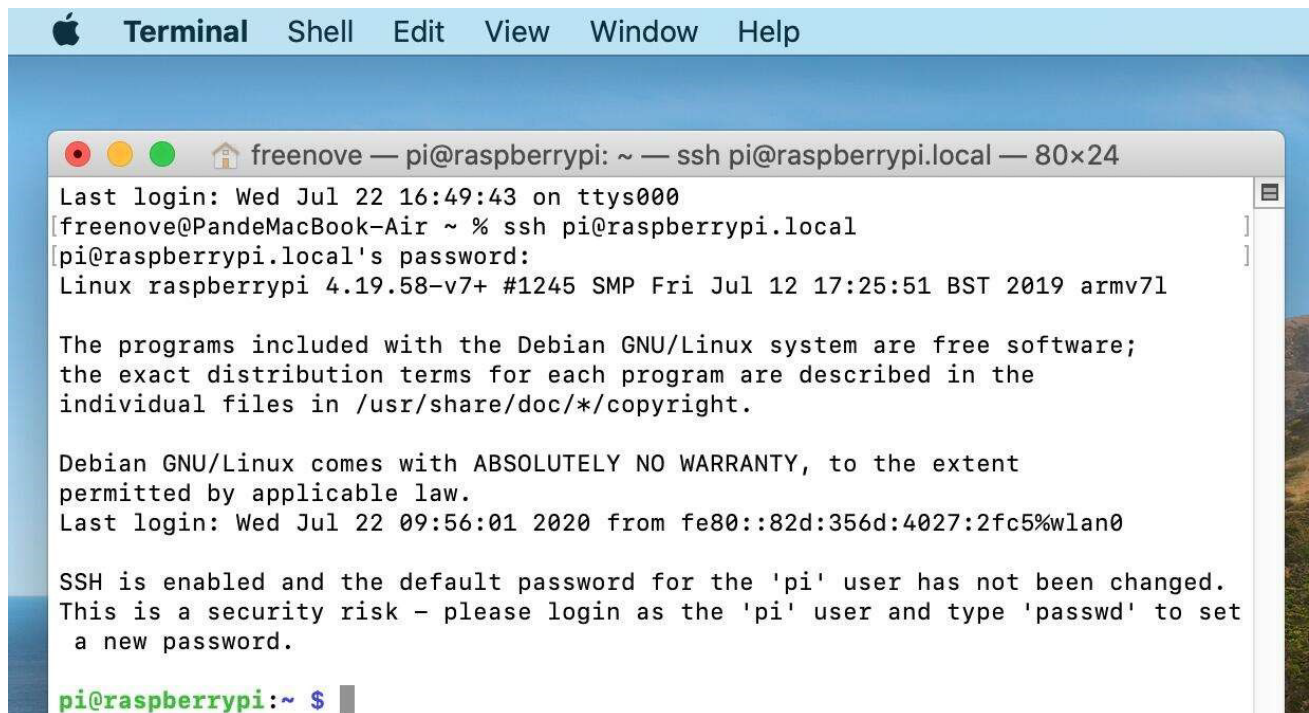 Terminal Shell Edit View Window Help
freenove — pi@raspberrypi: ~ — ssh pi@raspberrypi.local — 80×24
Last login: Wed Jul 22 16:49:43 on ttys000
[freenove@PandeMacBook-Air ~ % ssh pi@raspberrypi.local ]
[pi@raspberrypi.local's password: ]
Linux raspberrypi 4.19.58-v7+ #1245 SMP Fri Jul 12 17:25:51 BST 2019 armv7l
The programs included with the Debian GNU/Linux system are free software;
the exact distribution terms for each program are described in the
individual files in /usr/share/doc/*/copyright.
Debian GNU/Linux comes with ABSOLUTELY NO WARRANTY, to the extent
permitted by applicable law.
Last login: Wed Jul 22 09:56:01 2020 from fe80::82d:356d:4027:2fc5%wlan0
SSH is enabled and the default password for the 'pi' user has not been changed.
This is a security risk – please login as the 'pi' user and type 'passwd' to set
a new password.
pi@raspberrypi:~ $